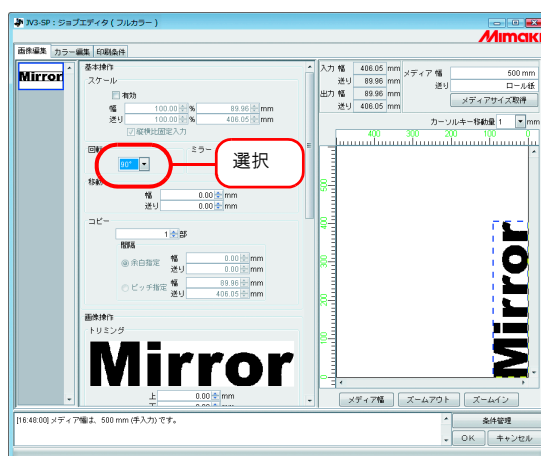 JV3-SP : ジョブエディタ ( フルカラー )
Mimaki
画像編集 カラー編集 印刷条件
Mirror
基本操作
スケール
有効
幅 100.00 % 89.96 mm
送り 100.00 % 406.05 mm
縦横比固定入力
回転 ミラー
90°
選択
移動
幅 0.00 mm
送り 0.00 mm
コピー
1 部
間隔
余白指定 幅 0.00 mm
送り 0.00 mm
ピッチ指定 幅 89.96 mm
送り 406.05 mm
画像操作
トリミング
Mirror
上 0.00 mm
入力 幅 406.05 mm
送り 89.96 mm
出力 幅 89.96 mm
送り 406.05 mm
メディア 幅 500 mm
送り ロール紙
メディアサイズ取得
カーソルキー移動量 1 mm
400 300 200 100 0
500
400
300
200
100
0
Mirror
メディア幅 ズームアウト ズームイン
[16:48:00] メディア幅は、500 mm (手入力) です。
条件管理
OK キャンセル